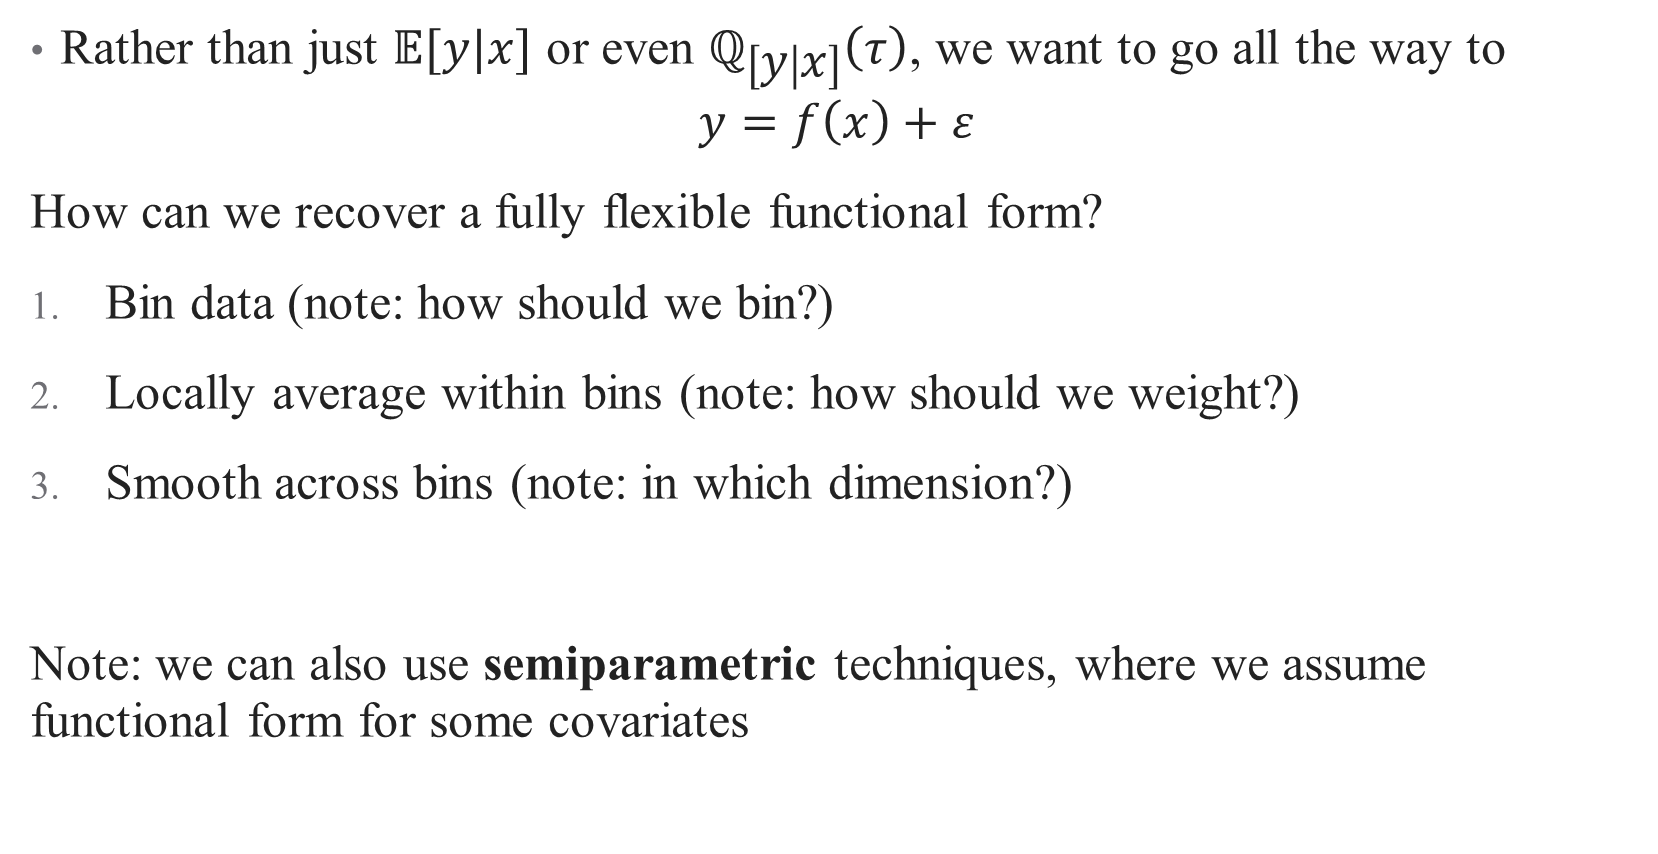 • Rather than just 𝔼[y|x] or even ℚ[y|x](τ), we want to go all the way to
y = f(x) + ε
How can we recover a fully flexible functional form?
1. Bin data (note: how should we bin?)
2. Locally average within bins (note: how should we weight?)
3. Smooth across bins (note: in which dimension?)
Note: we can also use semiparametric techniques, where we assume
functional form for some covariates